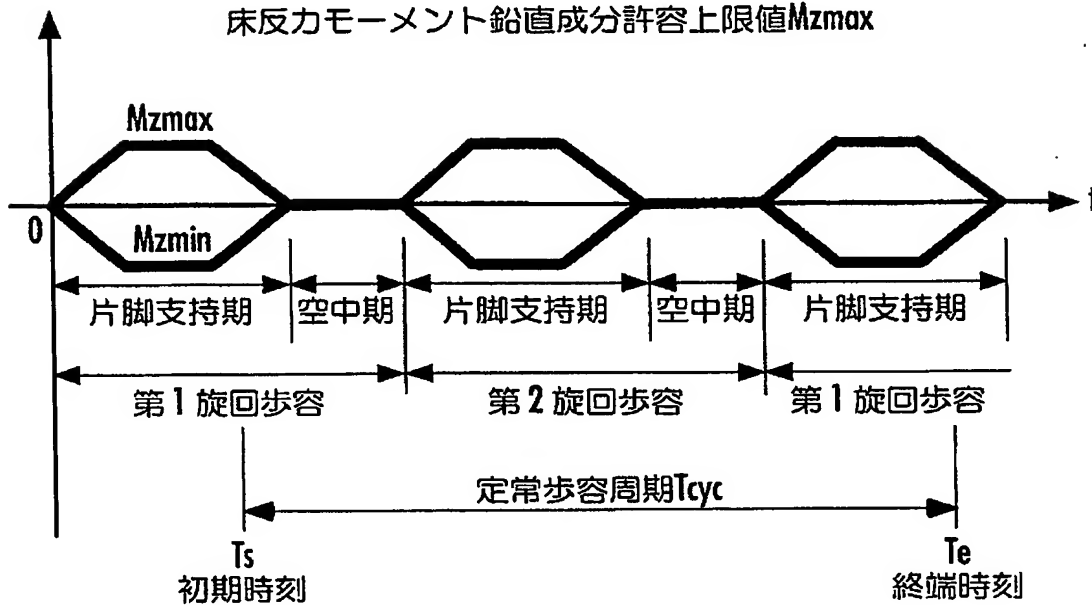 床反力モーメント鉛直成分許容上限値Mzmax
Mzmax
t
0
Mzmin
片脚支持期 空中期 片脚支持期 空中期 片脚支持期
第1旋回歩容 第2旋回歩容 第1旋回歩容
定常歩容周期Tcyc
Ts Te
初期時刻 終端時刻